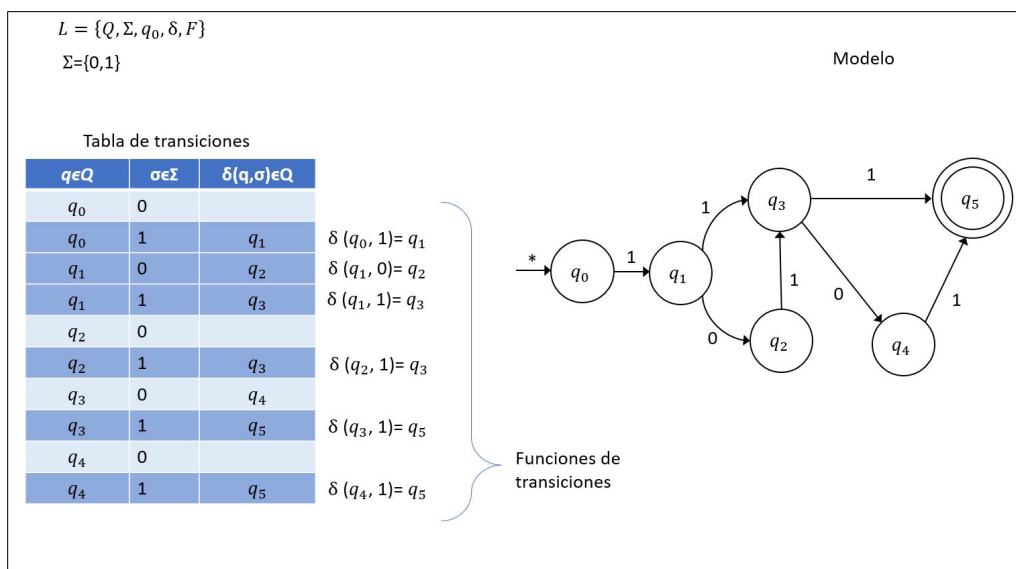 L = {Q, Σ, q₀, δ, F}
Σ={0,1}
Modelo
Tabla de transiciones
qϵQ σϵΣ δ(q,σ)ϵQ
q₀ 0
q₀ 1 q₁ δ (q₀, 1)= q₁
q₁ 0 q₂ δ (q₁, 0)= q₂
q₁ 1 q₃ δ (q₁, 1)= q₃
q₂ 0
q₂ 1 q₃ δ (q₂, 1)= q₃
q₃ 0 q₄
q₃ 1 q₅ δ (q₃, 1)= q₅
q₄ 0
q₄ 1 q₅ δ (q₄, 1)= q₅
Funciones de
transiciones
* q₀ 1 q₁
1 q₃ 1 q₅
0 q₂ 1
0 q₄ 1